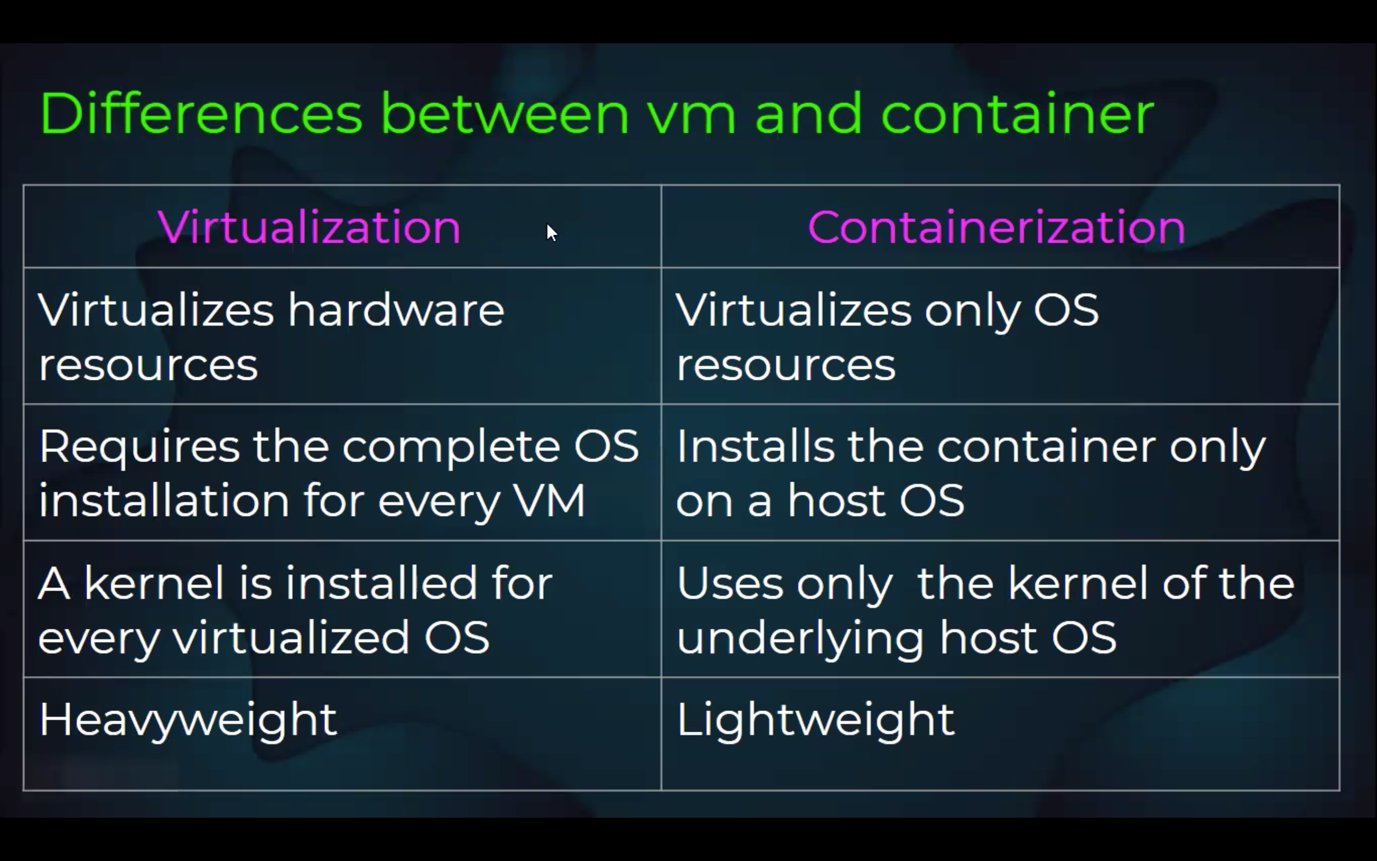 Differences between vm and container
Virtualization
Containerization
Virtualizes hardware
resources
Virtualizes only OS
resources
Requires the complete OS
installation for every VM
Installs the container only
on a host OS
A kernel is installed for
every virtualized OS
Uses only  the kernel of the
underlying host OS
Heavyweight
Lightweight